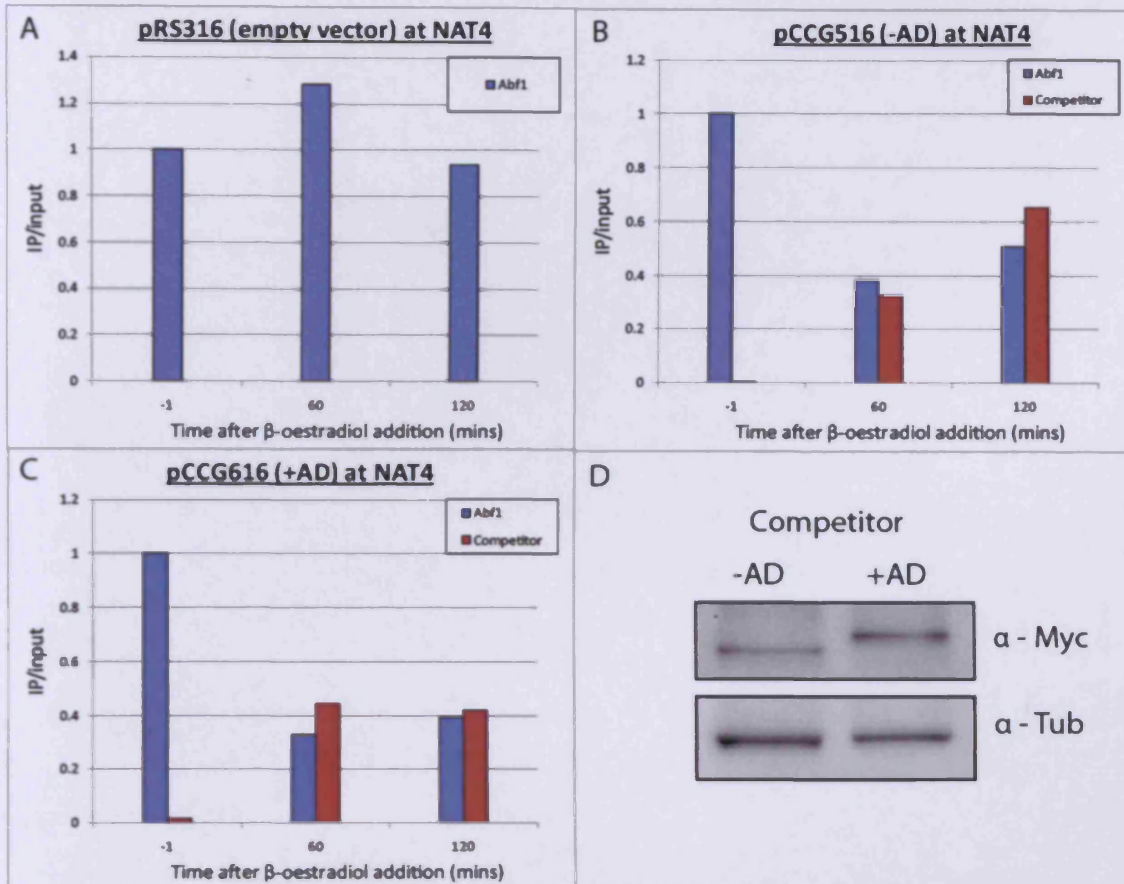 A
pRS316 (empty vector) at NAT4
1.4
1.2
1
0.8
0.6
0.4
0.2
0
IP/input
Abf1
-1 60 120
Time after β-oestradiol addition (mins)
B
pCCG516 (-AD) at NAT4
1.2
1
0.8
0.6
0.4
0.2
0
IP/input
Abf1
Competitor
-1 60 120
Time after β-oestradiol addition (mins)
C
pCCG616 (+AD) at NAT4
1.2
1
0.8
0.6
0.4
0.2
0
IP/input
Abf1
Competitor
-1 60 120
Time after β-oestradiol addition (mins)
D
Competitor
-AD +AD
α - Myc
α - Tub